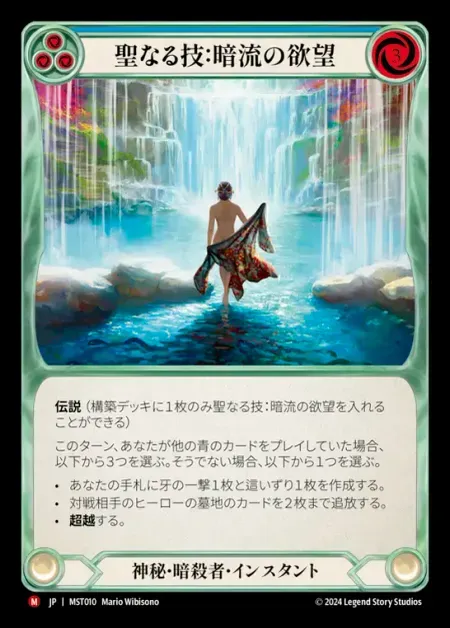 聖なる技:暗流の欲望
3
伝説 (構築デッキに1枚のみ聖なる技:暗流の欲望を入れる
ことができる)
このターン、あなたが他の青のカードをプレイしていた場合、
以下から3つを選ぶ。そうでない場合、以下から1つを選ぶ。
• あなたの手札に牙の一撃1枚と這いずり1枚を作成する。
• 対戦相手のヒーローの墓地のカードを2枚まで追放する。
• 超越する。
神秘・暗殺者・インスタント
M JP | MST010 Mario Wibisono
© 2024 Legend Story Studios